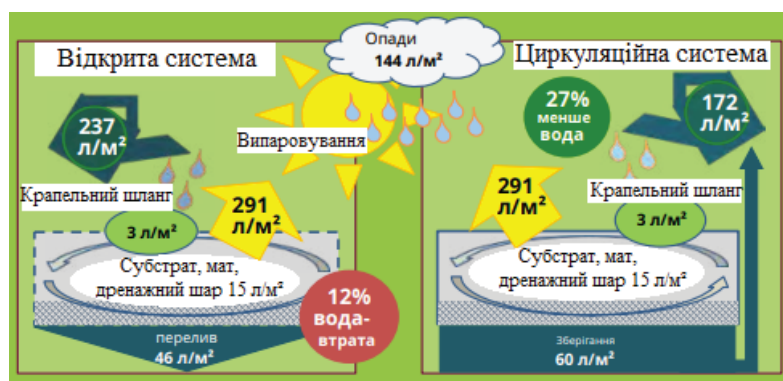 Відкрита система
Опади
144 л/м²
Циркуляційна система
237
л/м²
Випаровування
27%
менше
вода
172
л/м²
Крапельний шланг
291
л/м²
3 л/м²
291
л/м²
Крапельний шланг
3 л/м²
Субстрат, мат,
дренажний шар 15 л/м²
Субстрат, мат,
дренажний шар 15 л/м²
12%
вода-
втрата
перелив
46 л/м²
Зберігання
60 л/м²